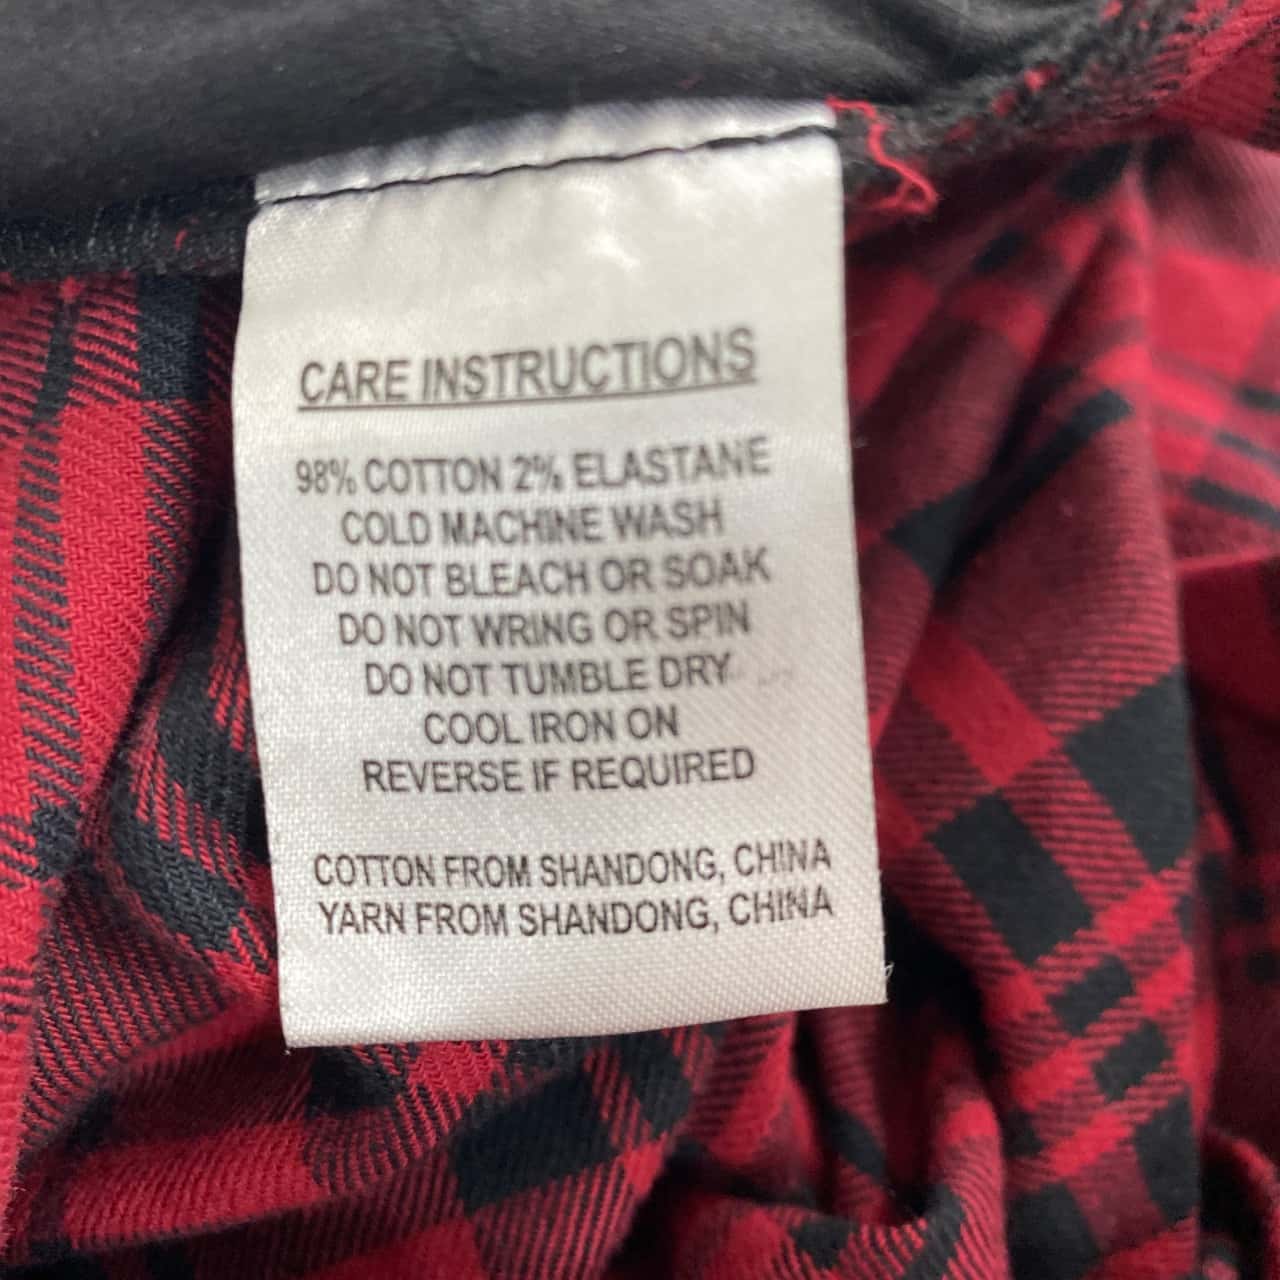 CARE INSTRUCTIONS
98% COTTON 2% ELASTANE
COLD MACHINE WASH
DO NOT BLEACH OR SOAK
DO NOT WRING OR SPIN
DO NOT TUMBLE DRY
COOL IRON ON
REVERSE IF REQUIRED
COTTON FROM SHANDONG, CHINA
YARN FROM SHANDONG, CHINA